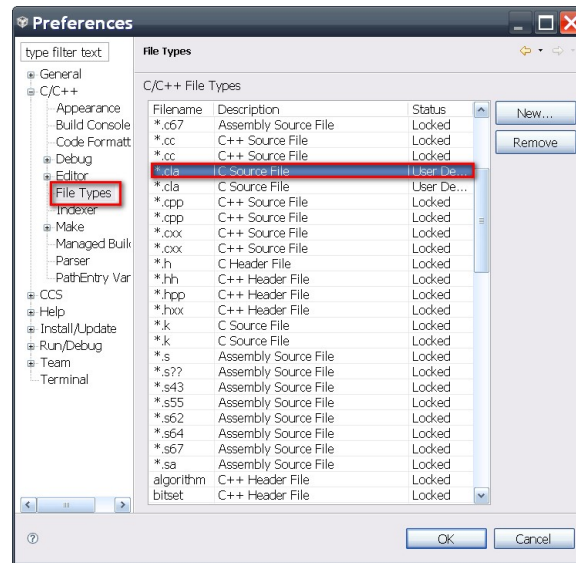 Preferences
type filter text
General
C/C++
Appearance
Build Console
Code Formatt
Debug
Editor
File Types
Indexer
Make
Managed Buil
Parser
PathEntry Var
CCS
Help
Install/Update
Run/Debug
Team
Terminal
File Types
C/C++ File Types
Filename Description Status
*.c67 Assembly Source File Locked
*.cc C++ Source File Locked
*.cc C++ Source File Locked
*.cla C Source File User De...
*.cla C Source File User De...
*.cpp C++ Source File Locked
*.cpp C++ Source File Locked
*.cxx C++ Source File Locked
*.cxx C++ Source File Locked
*.h C Header File Locked
*.hh C++ Header File Locked
*.hpp C++ Header File Locked
*.hxx C++ Header File Locked
*.k C Source File Locked
*.k C Source File Locked
*.s Assembly Source File Locked
*.s?? Assembly Source File Locked
*.s43 Assembly Source File Locked
*.s55 Assembly Source File Locked
*.s62 Assembly Source File Locked
*.s64 Assembly Source File Locked
*.s67 Assembly Source File Locked
*.sa Assembly Source File Locked
algorithm C++ Header File Locked
bitset C++ Header File Locked
New...
Remove
OK
Cancel